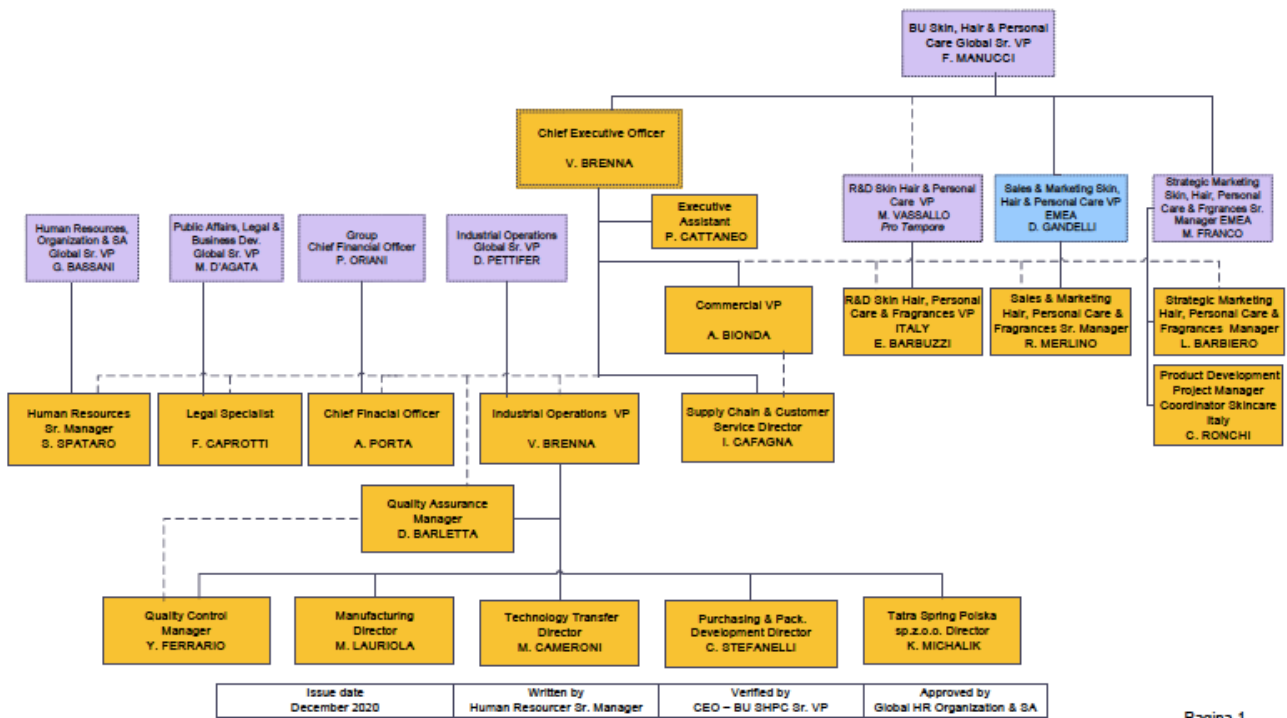 BU Skin, Hair & Personal
Care Global Sr. VP
F. MANUCCI
Chief Executive Officer
V. BRENNA
Executive
Assistant
P. CATTANEO
R&D Skin Hair & Personal
Care VP
M. VASSALLO
Pro Tempore
Sales & Marketing Skin,
Hair & Personal Care VP
EMEA
D. GANDELLI
Strategic Marketing
Skin, Hair, Personal
Care & Frgrances Sr.
Manager EMEA
M. FRANCO
Human Resources,
Organization & SA
Global Sr. VP
G. BASSANI
Public Affairs, Legal &
Business Dev.
Global Sr. VP
M. D'AGATA
Group
Chief Financial Officer
P. ORIANI
Industrial Operations
Global Sr. VP
D. PETTIFER
Commercial VP
A. BIONDA
R&D Skin Hair, Personal
Care & Fragrances VP
ITALY
E. BARBUZZI
Sales & Marketing
Hair, Personal Care &
Fragrances Sr. Manager
R. MERLINO
Strategic Marketing
Hair, Personal Care &
Fragrances Manager
L. BARBIERO
Product Development
Project Manager
Coordinator Skincare
Italy
C. RONCHI
Human Resources
Sr. Manager
S. SPATARO
Legal Specialist
F. CAPROTTI
Chief Finacial Officer
A. PORTA
Industrial Operations VP
V. BRENNA
Supply Chain & Customer
Service Director
I. CAFAGNA
Quality Assurance
Manager
D. BARLETTA
Quality Control
Manager
Y. FERRARIO
Manufacturing
Director
M. LAURIOLA
Technology Transfer
Director
M. CAMERONI
Purchasing & Pack.
Development Director
C. STEFANELLI
Tatra Spring Polska
sp.z.o.o. Director
K. MICHALIK
Issue date
December 2020
Written by
Human Resourcer Sr. Manager
Verified by
CEO – BU SHPC Sr. VP
Approved by
Global HR Organization & SA
Pagina 1